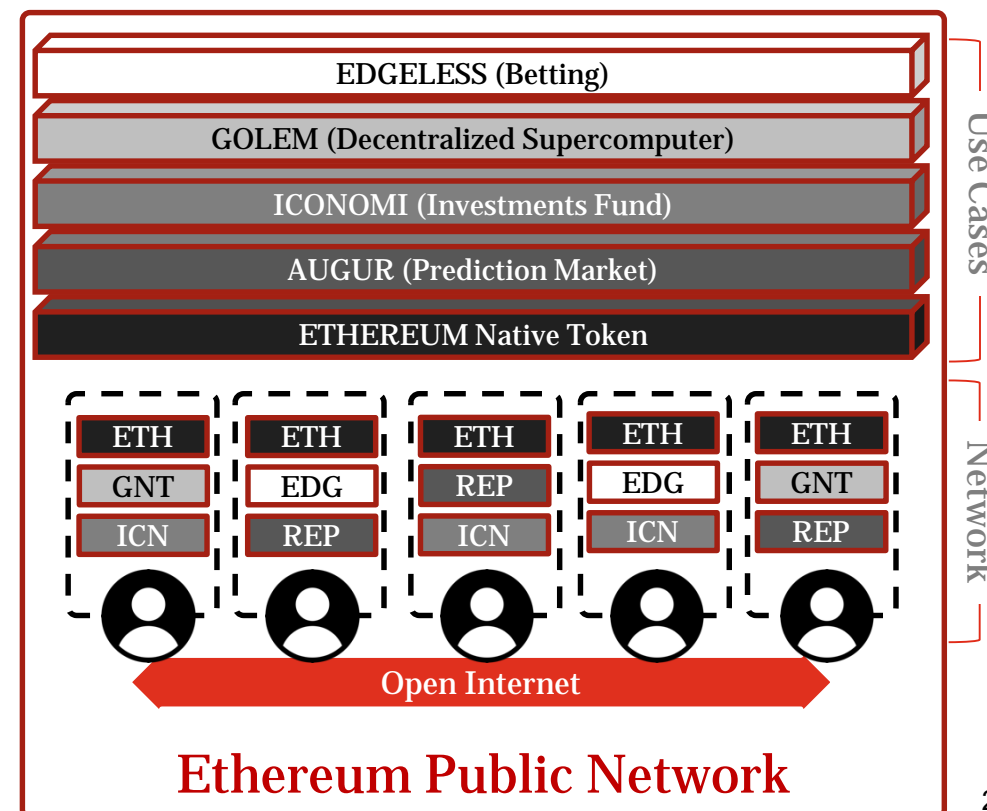 EDGELESS (Betting)
GOLEM (Decentralized Supercomputer)
ICONOMI (Investments Fund)
AUGUR (Prediction Market)
ETHEREUM Native Token
Use Cases
ETH ETH ETH ETH ETH
GNT EDG REP EDG GNT
ICN REP ICN ICN REP
Network
Open Internet
Ethereum Public Network